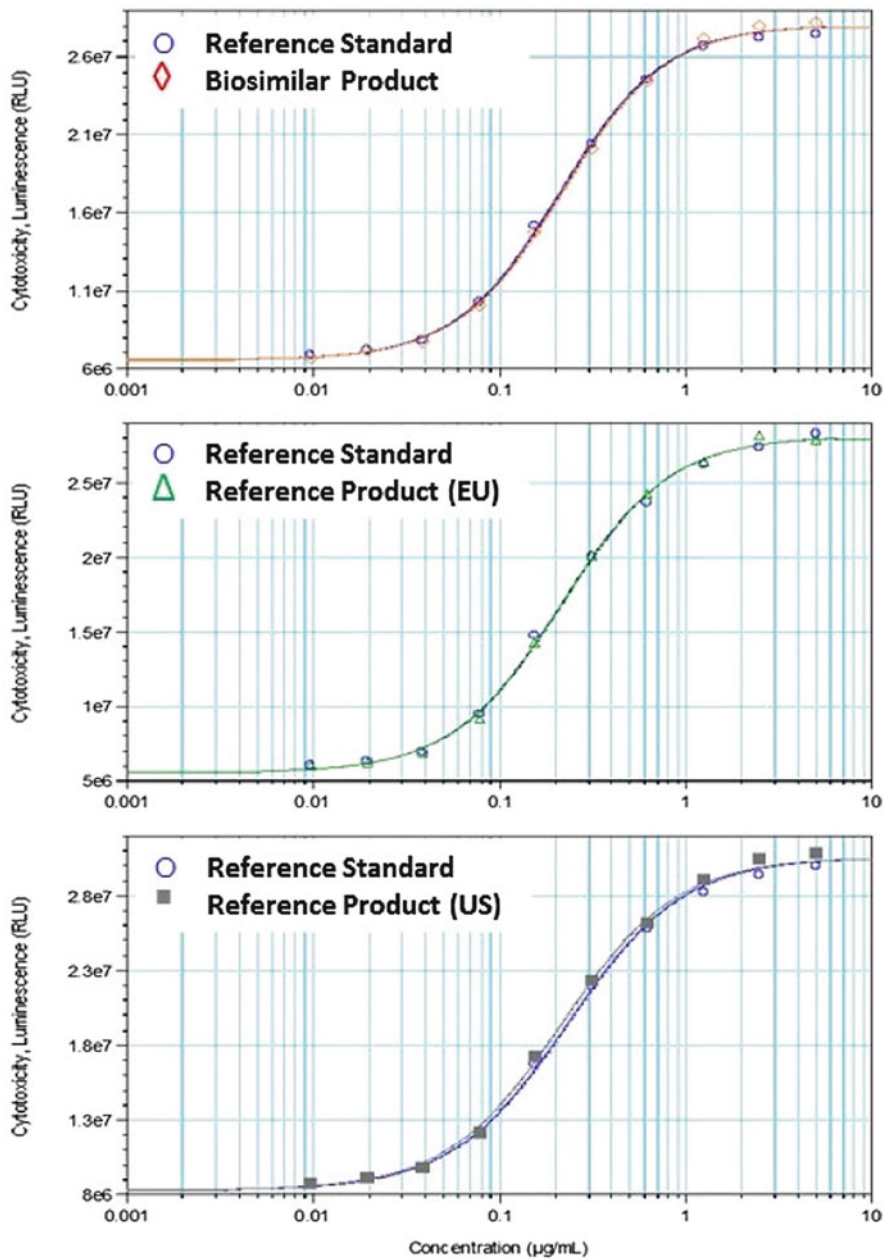 Reference Standard
Biosimilar Product
Cytotoxicity, Luminescence (RLU)
2.6e7
2.1e7
1.6e7
1.1e7
6e6
0.001 0.01 0.1 1 10
Reference Standard
Reference Product (EU)
Cytotoxicity, Luminescence (RLU)
2.5e7
2e7
1.5e7
1e7
5e6
0.001 0.01 0.1 1 10
Reference Standard
Reference Product (US)
Cytotoxicity, Luminescence (RLU)
2.8e7
2.3e7
1.8e7
1.3e7
8e6
0.001 0.01 0.1 1 10
Concentration (µg/mL)